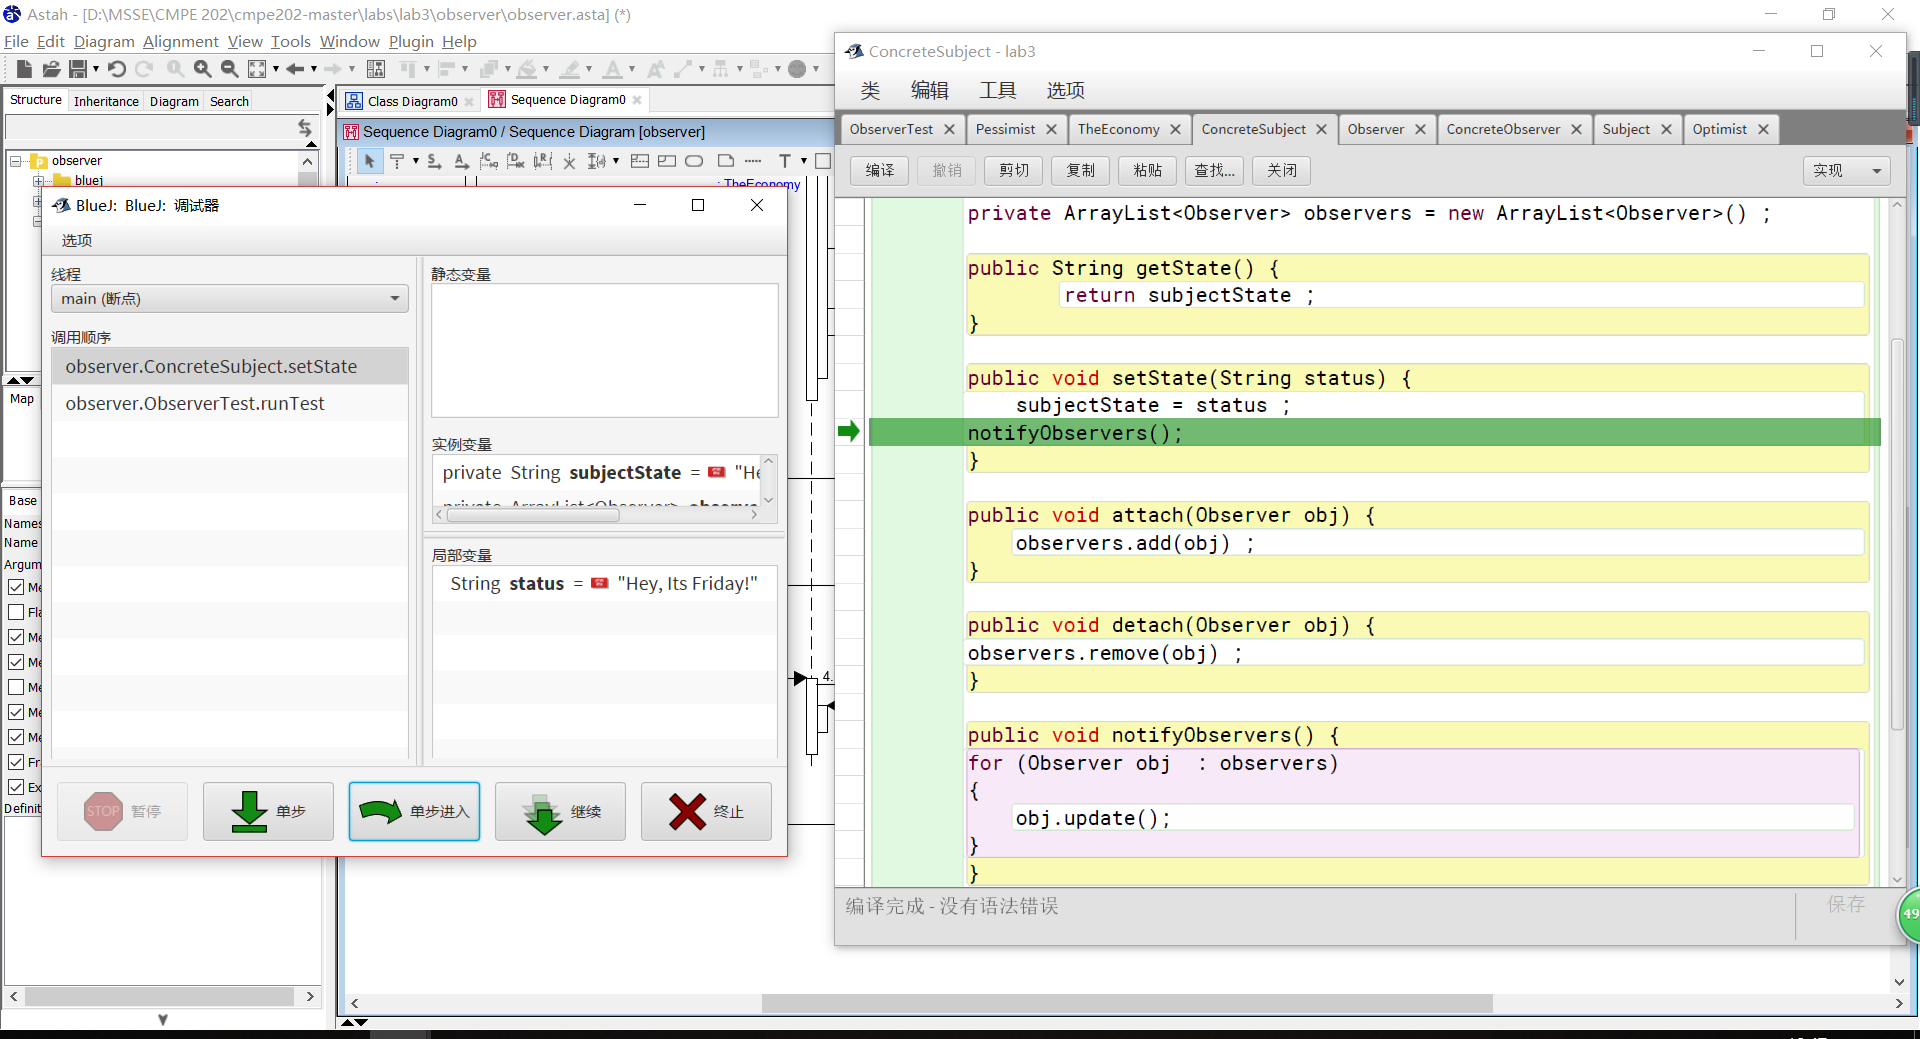 Astah - [D:\MSSE\CMPE 202\cmpe202-master\labs\lab3\observer\observer.asta] (*)
File Edit Diagram Alignment View Tools Window Plugin Help
Structure Inheritance Diagram Search
Class Diagram0
Sequence Diagram0
Sequence Diagram0 / Sequence Diagram [observer]
observer
bluej
: TheEconomy
Map
Base
Names
Name
Argum
Me
Fla
Me
Me
Me
Me
Me
Fr
Ex
Definit
4.
BlueJ: BlueJ: 调试器
选项
线程
main (断点)
调用顺序
observer.ConcreteSubject.setState
observer.ObserverTest.runTest
静态变量
实例变量
private String subjectState = "He
private ArrayList<Observer> observe
局部变量
String status = "Hey, Its Friday!"
STOP 暂停
单步
单步进入
继续
终止
ConcreteSubject - lab3
类 编辑 工具 选项
ObserverTest Pessimist TheEconomy ConcreteSubject Observer ConcreteObserver Subject Optimist
编译 撤销 剪切 复制 粘贴 查找... 关闭 实现
private ArrayList<Observer> observers = new ArrayList<Observer>() ;
public String getState() {
return subjectState ;
}
public void setState(String status) {
subjectState = status ;
notifyObservers();
}
public void attach(Observer obj) {
observers.add(obj) ;
}
public void detach(Observer obj) {
observers.remove(obj) ;
}
public void notifyObservers() {
for (Observer obj : observers)
{
obj.update();
}
}
编译完成 - 没有语法错误
保存
49